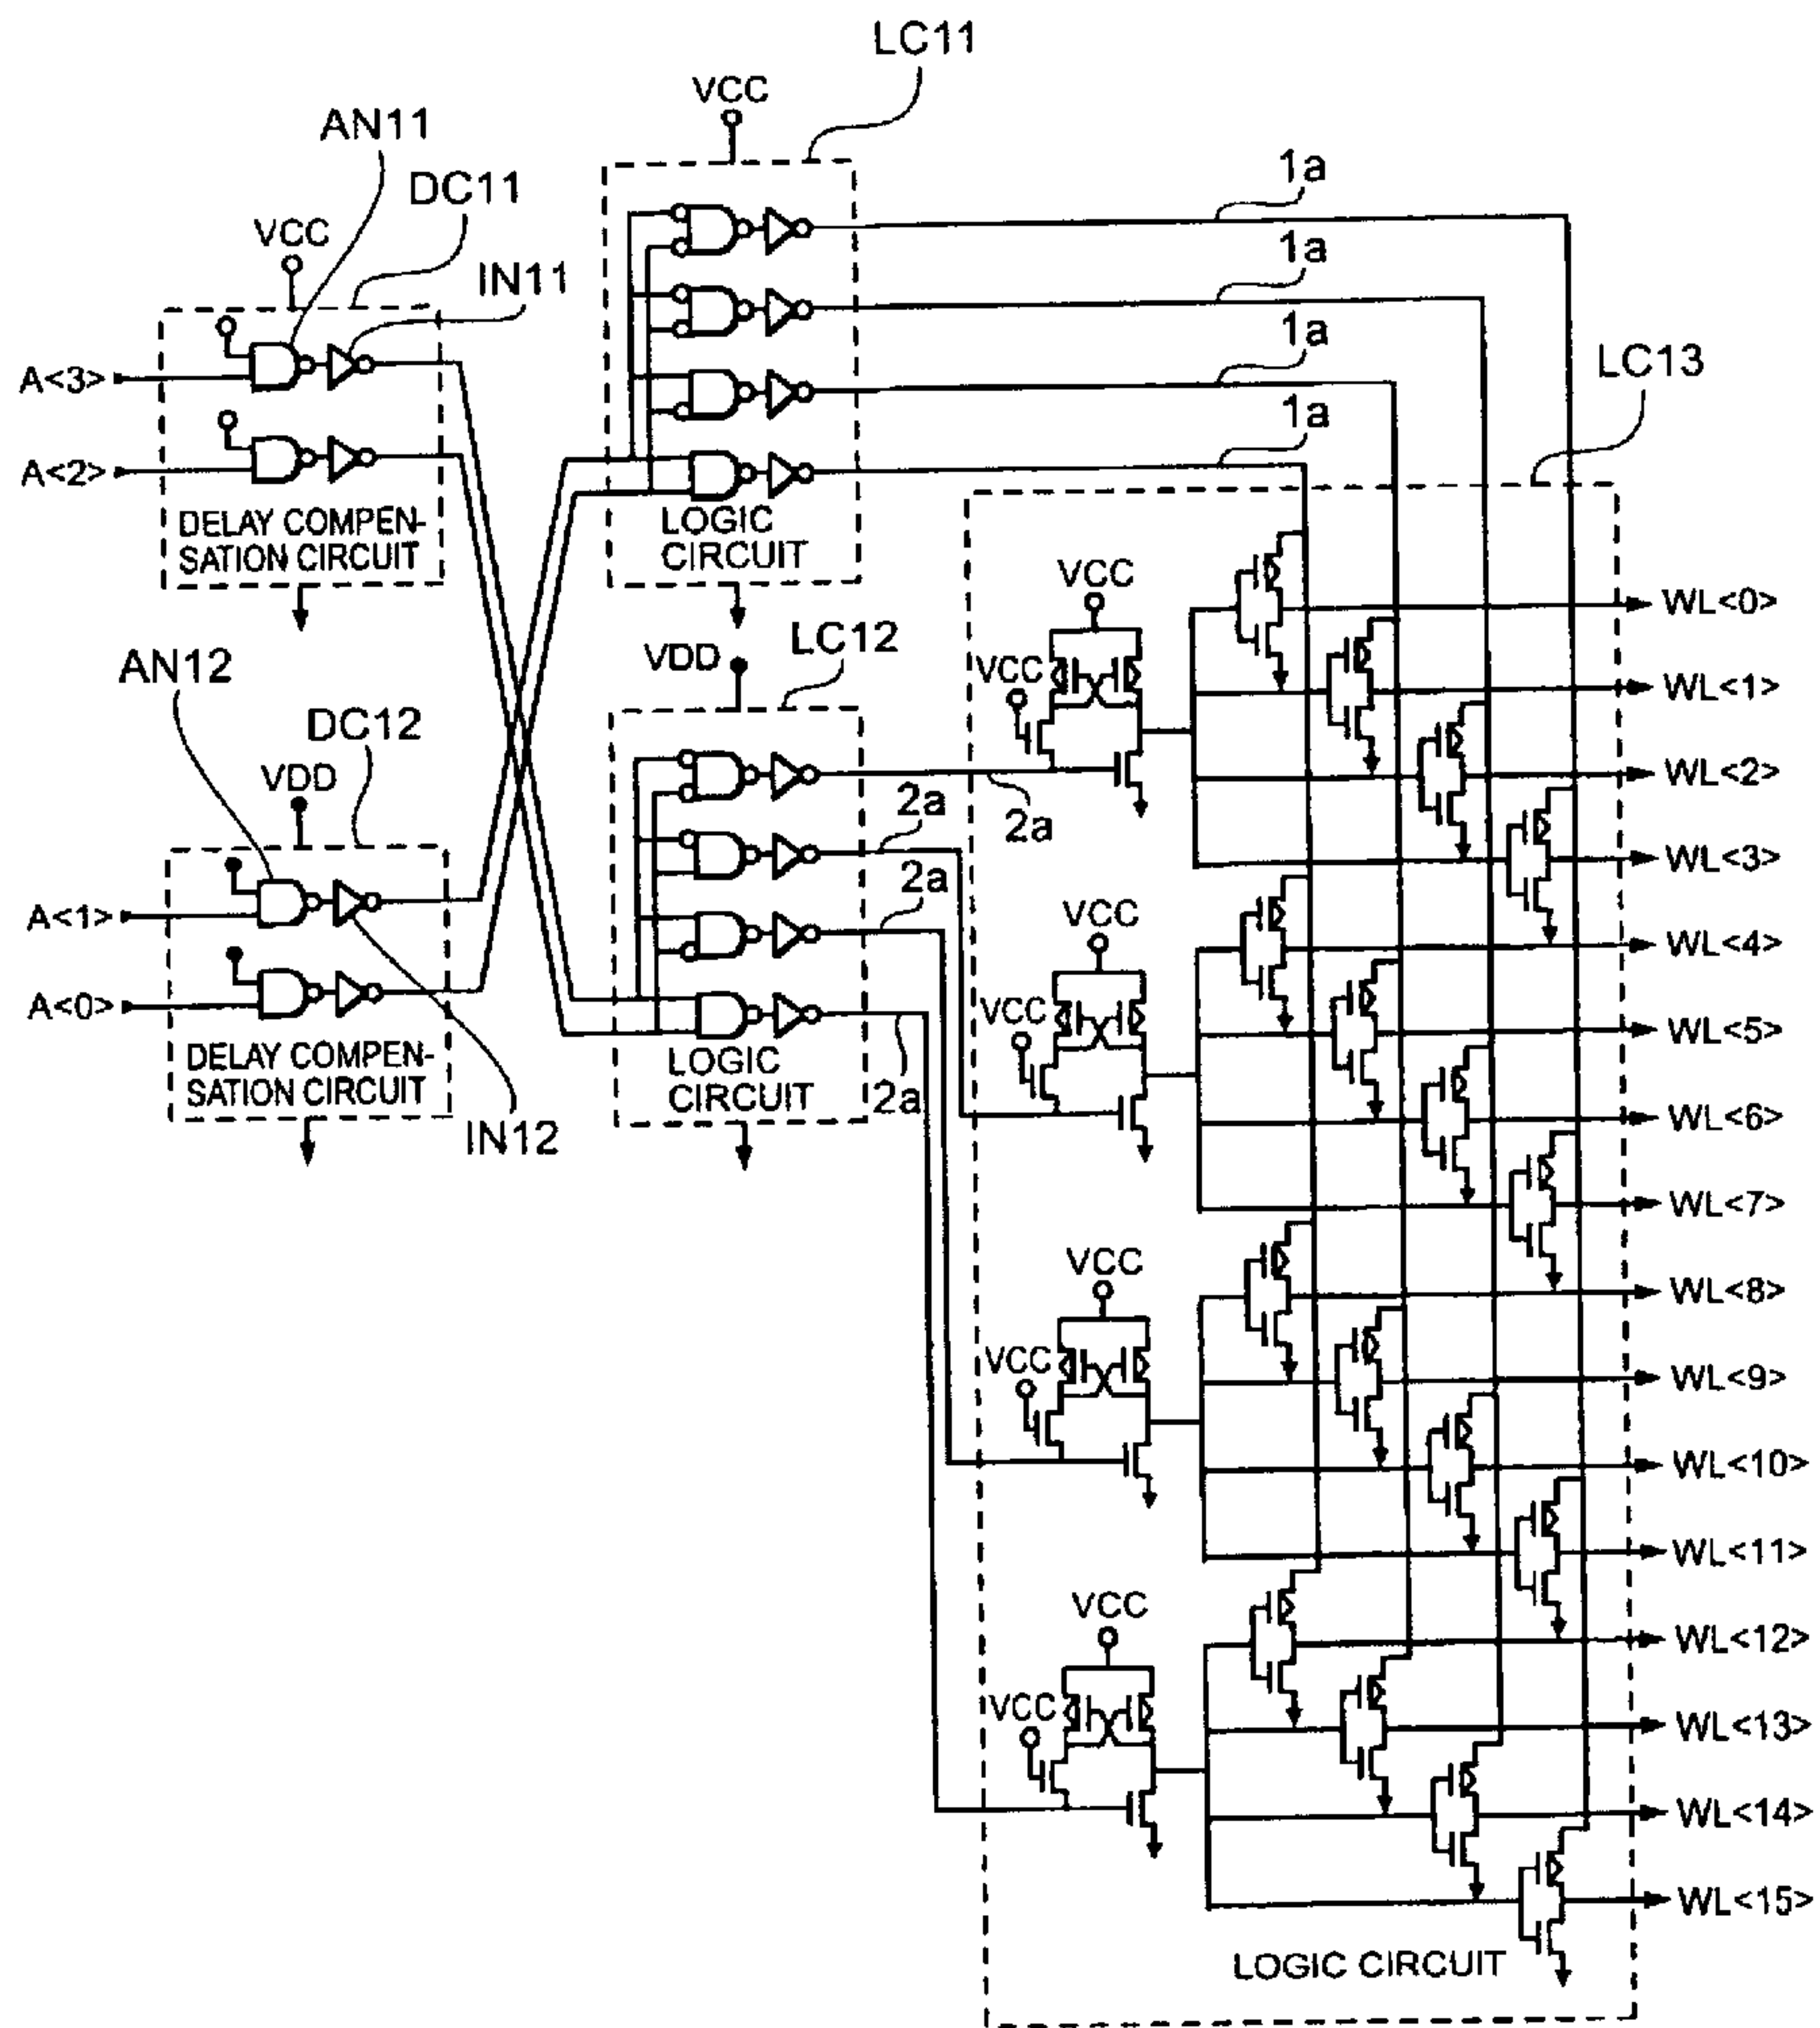 LC11
VCC
AN11
DC11
1a
VCC
IN11
1a
A<3>
1a
LC13
A<2>
1a
DELAY COMPEN-
SATION CIRCUIT
LOGIC
CIRCUIT
VCC
WL<0>
AN12
VDD
LC12
VCC
WL<1>
DC12
VDD
WL<2>
2a
2a
WL<3>
2a
A<1>
VCC
WL<4>
A<0>
VCC
WL<5>
DELAY COMPEN-
SATION CIRCUIT
LOGIC
CIRCUIT
2a
WL<6>
IN12
WL<7>
VCC
WL<8>
VCC
WL<9>
WL<10>
WL<11>
VCC
WL<12>
VCC
WL<13>
WL<14>
WL<15>
LOGIC CIRCUIT